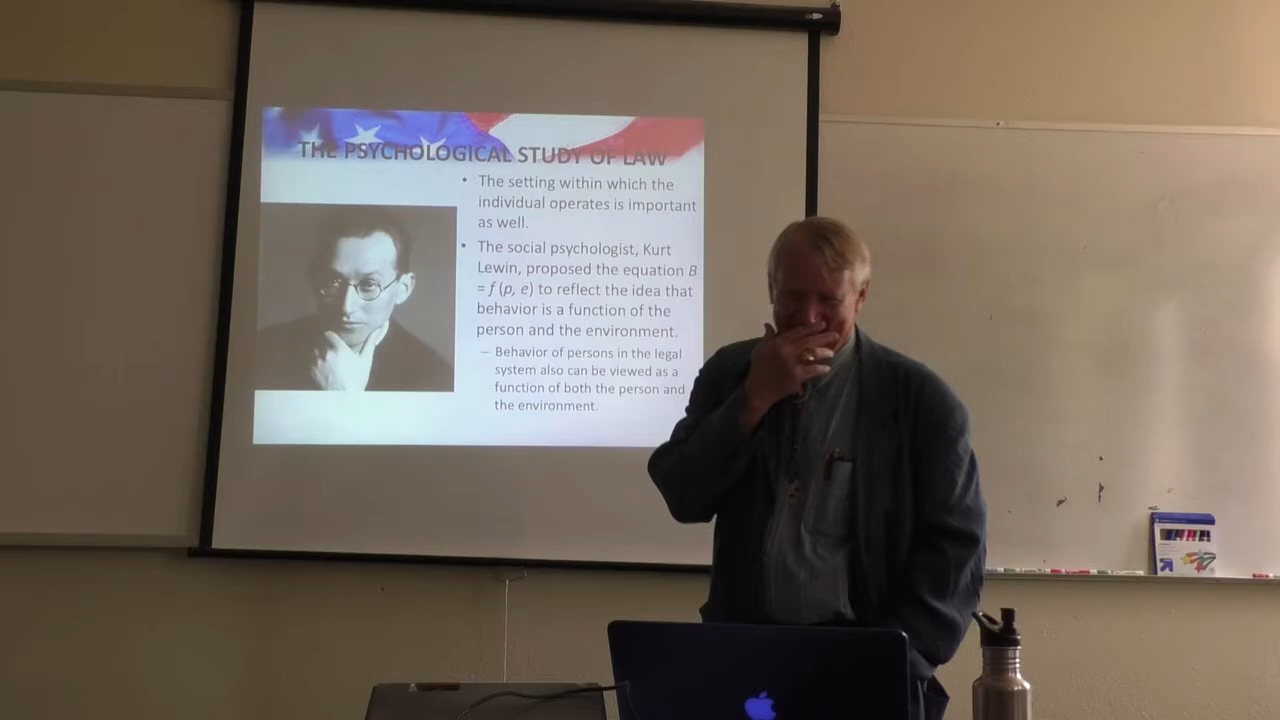 THE PSYCHOLOGICAL STUDY OF LAW
• The setting within which the
individual operates is important
as well.
• The social psychologist, Kurt
Lewin, proposed the equation B
= f (p, e) to reflect the idea that
behavior is a function of the
person and the environment.
– Behavior of persons in the legal
system also can be viewed as a
function of both the person and
the environment.